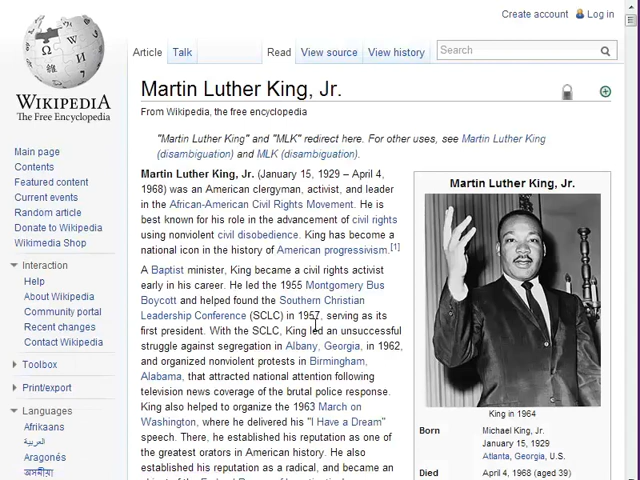 Create account Log in
Article Talk Read View source View history Search
WIKIPEDIA
The Free Encyclopedia
Main page
Contents
Featured content
Current events
Random article
Donate to Wikipedia
Wikimedia Shop
Interaction
Help
About Wikipedia
Community portal
Recent changes
Contact Wikipedia
Toolbox
Print/export
Languages
Afrikaans
العربية
Aragonés
অসমীয়া
Martin Luther King, Jr.
From Wikipedia, the free encyclopedia
"Martin Luther King" and "MLK" redirect here. For other uses, see Martin Luther King
(disambiguation) and MLK (disambiguation).
Martin Luther King, Jr. (January 15, 1929 – April 4,
1968) was an American clergyman, activist, and leader
in the African-American Civil Rights Movement. He is
best known for his role in the advancement of civil rights
using nonviolent civil disobedience. King has become a
national icon in the history of American progressivism.[1]
A Baptist minister, King became a civil rights activist
early in his career. He led the 1955 Montgomery Bus
Boycott and helped found the Southern Christian
Leadership Conference (SCLC) in 1957, serving as its
first president. With the SCLC, King led an unsuccessful
struggle against segregation in Albany, Georgia, in 1962,
and organized nonviolent protests in Birmingham,
Alabama, that attracted national attention following
television news coverage of the brutal police response.
King also helped to organize the 1963 March on
Washington, where he delivered his "I Have a Dream"
speech. There, he established his reputation as one of
the greatest orators in American history. He also
established his reputation as a radical, and became an
Martin Luther King, Jr.
King in 1964
Born Michael King, Jr.
January 15, 1929
Atlanta, Georgia, U.S.
Died April 4, 1968 (aged 39)